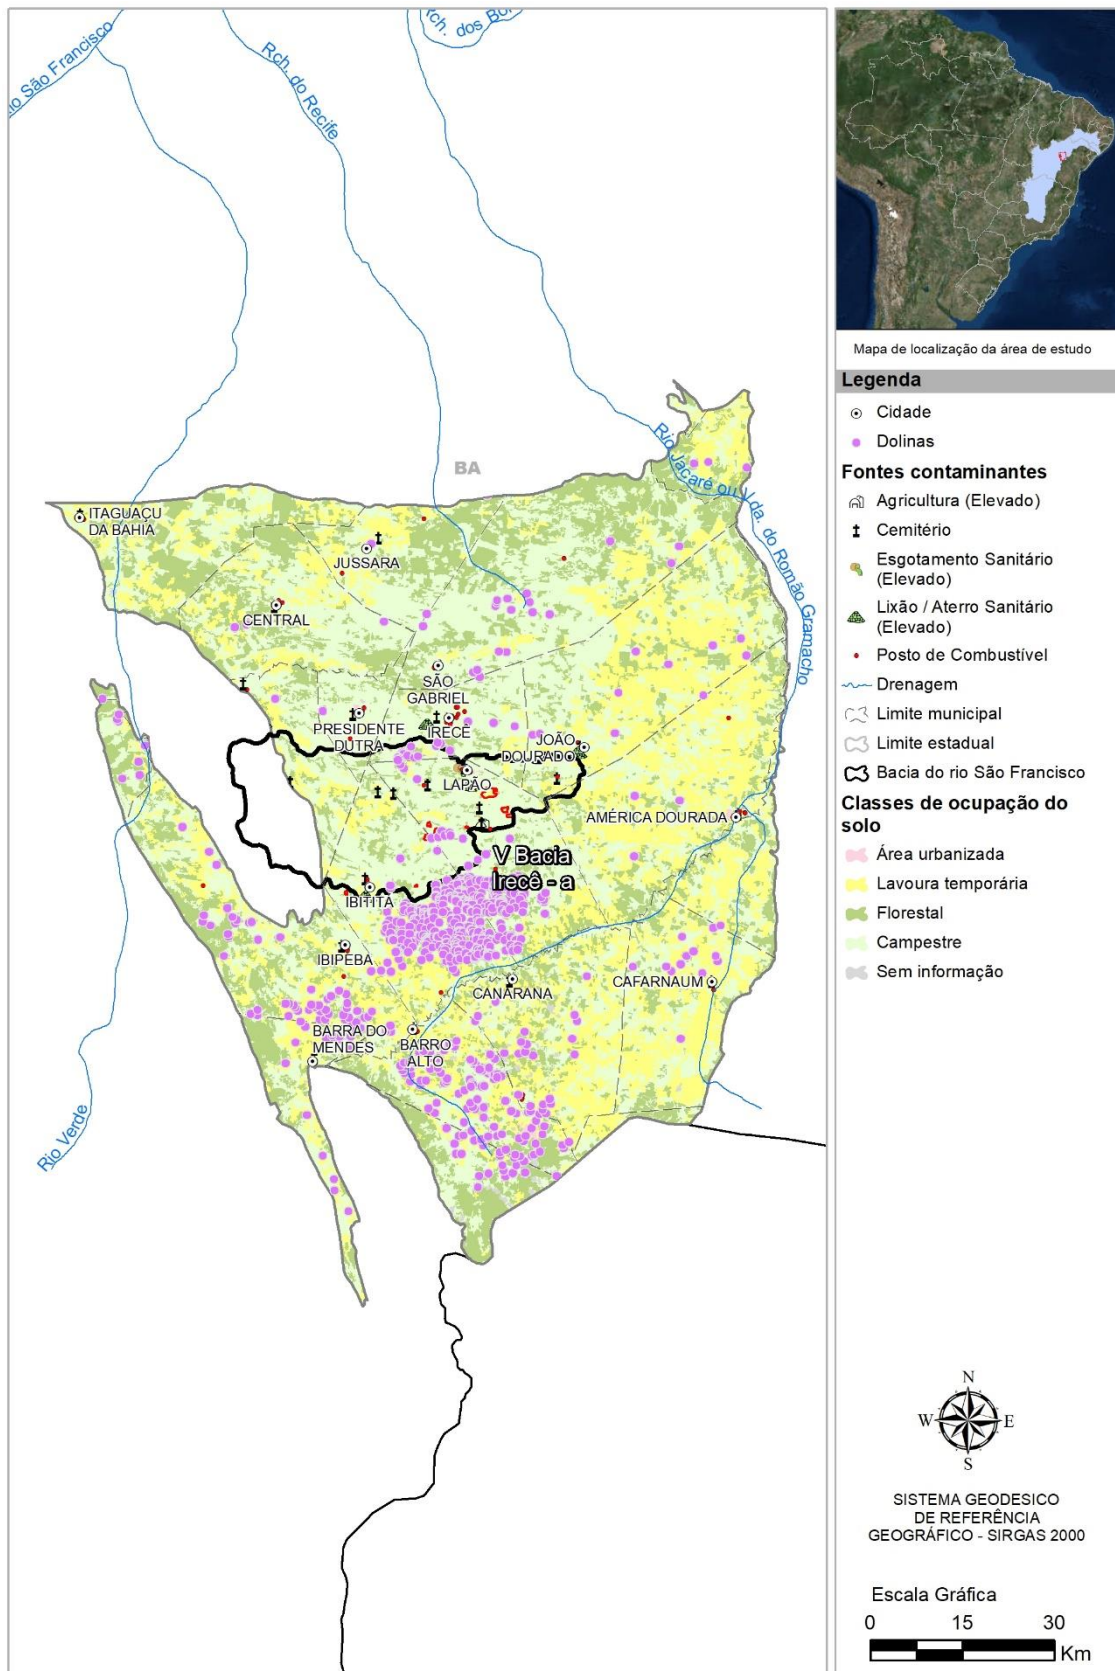 io São Francisco
Rch. do Recife
Rch. dos Bo
Rio Jacaré ou Vda. do Romão Gramacho
BA
ITAGUAÇU
DA BAHIA
JUSSARA
CENTRAL
SÃO
GABRIEL
PRESIDENTE
DUTRA
IRECÊ
JOÃO
DOURADO
LAPÃO
AMÉRICA DOURADA
V Bacia
Irecê - a
IBITITÁ
IBIPEBA
CANARANA
CAFARNAUM
BARRA DO
MENDES
BARRO
ALTO
Rio Verde
Mapa de localização da área de estudo
Legenda
Cidade
Dolinas
Fontes contaminantes
Agricultura (Elevado)
Cemitério
Esgotamento Sanitário
(Elevado)
Lixão / Aterro Sanitário
(Elevado)
Posto de Combustível
Drenagem
Limite municipal
Limite estadual
Bacia do rio São Francisco
Classes de ocupação do
solo
Área urbanizada
Lavoura temporária
Florestal
Campestre
Sem informação
N
W E
S
SISTEMA GEODESICO
DE REFERÊNCIA
GEOGRÁFICO - SIRGAS 2000
Escala Gráfica
0 15 30
Km